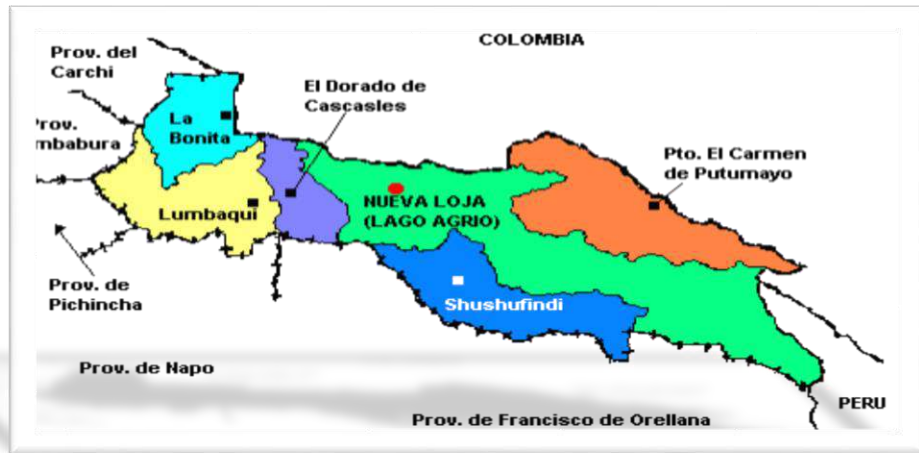 COLOMBIA
Prov. del
Carchi
El Dorado de
Cascasles
La
Bonita
Prov.
mbabura
Pto. El Carmen
de Putumayo
NUEVA LOJA
(LAGO AGRIO)
Lumbaqui
Prov. de
Pichincha
Shushufindi
Prov. de Napo
PERU
Prov. de Francisco de Orellana